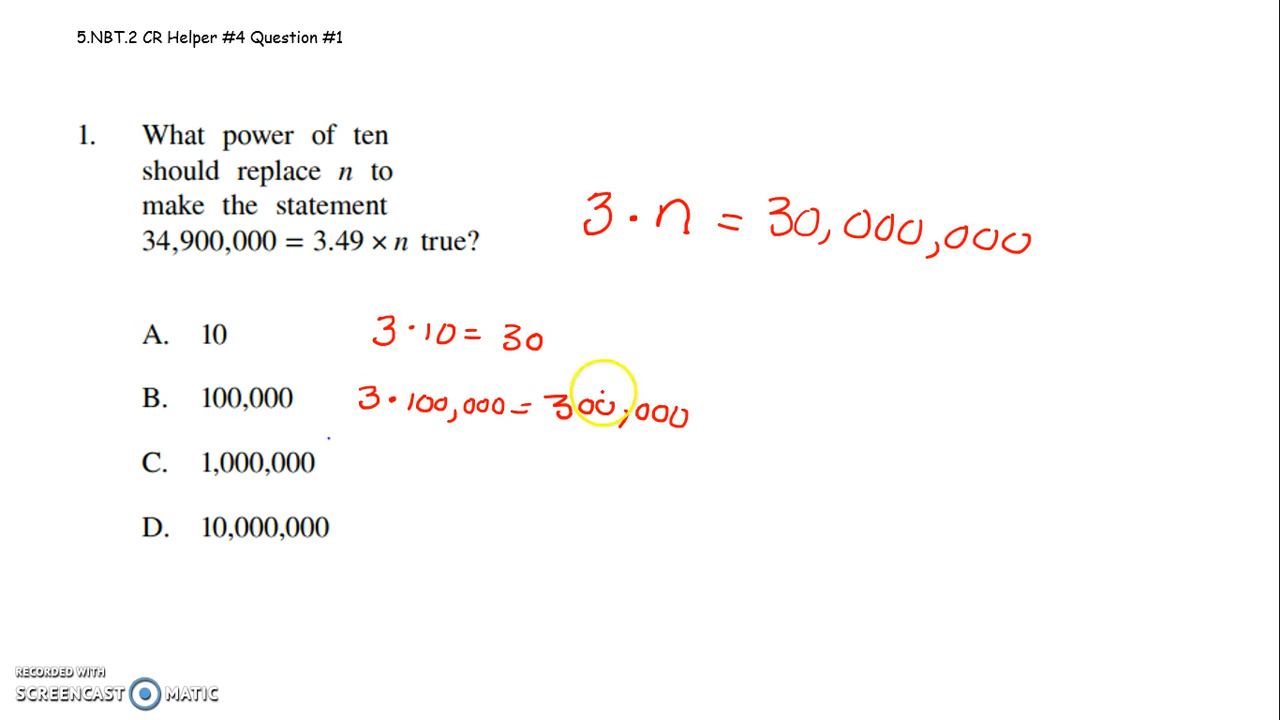 5.NBT.2 CR Helper #4 Question #1
1. What power of ten
should replace n to
make the statement
34,900,000 = 3.49 × n true?
3 · n = 30,000,000
A. 10
3 · 10 = 30
B. 100,000
3 · 100,000 = 300,000
C. 1,000,000
D. 10,000,000
RECORDED WITH
SCREENCAST MATIC